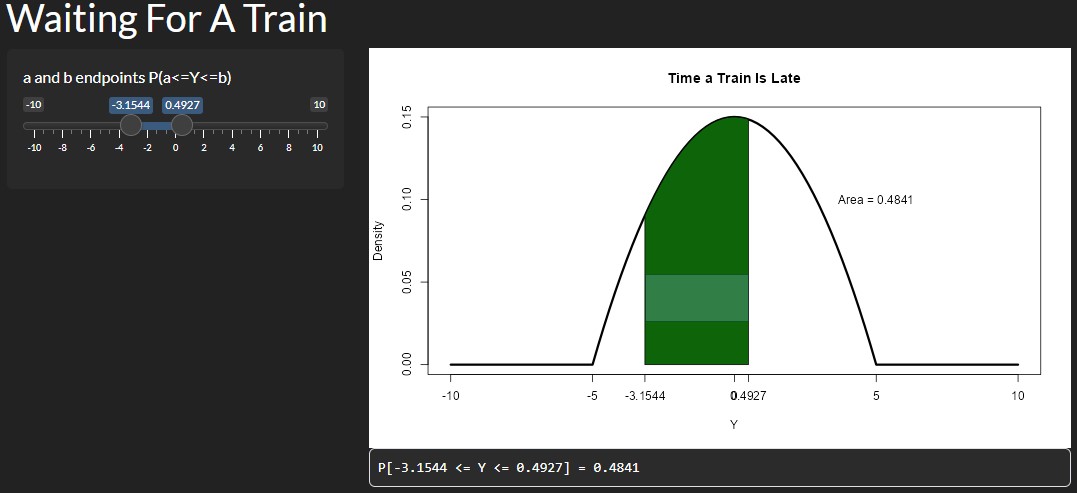 Waiting For A Train
a and b endpoints P(a<=Y<=b)
-10 -3.1544 0.4927 10
-10 -8 -6 -4 -2 0 2 4 6 8 10
Time a Train Is Late
Density
0.15
0.10
0.05
0.00
Area = 0.4841
-10 -5 -3.1544 0 0.4927 5 10
Y
P[-3.1544 <= Y <= 0.4927] = 0.4841